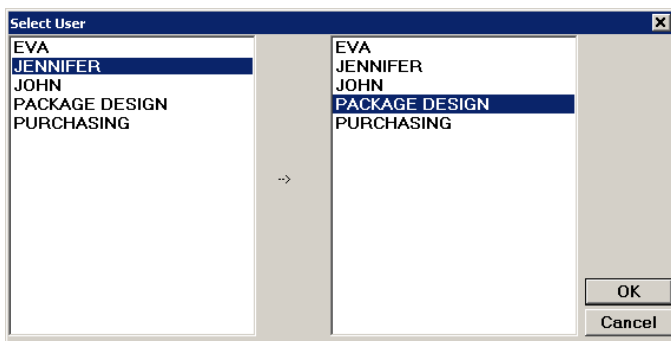 Select User
EVA
JENNIFER
JOHN
PACKAGE DESIGN
PURCHASING
-->
EVA
JENNIFER
JOHN
PACKAGE DESIGN
PURCHASING
OK
Cancel